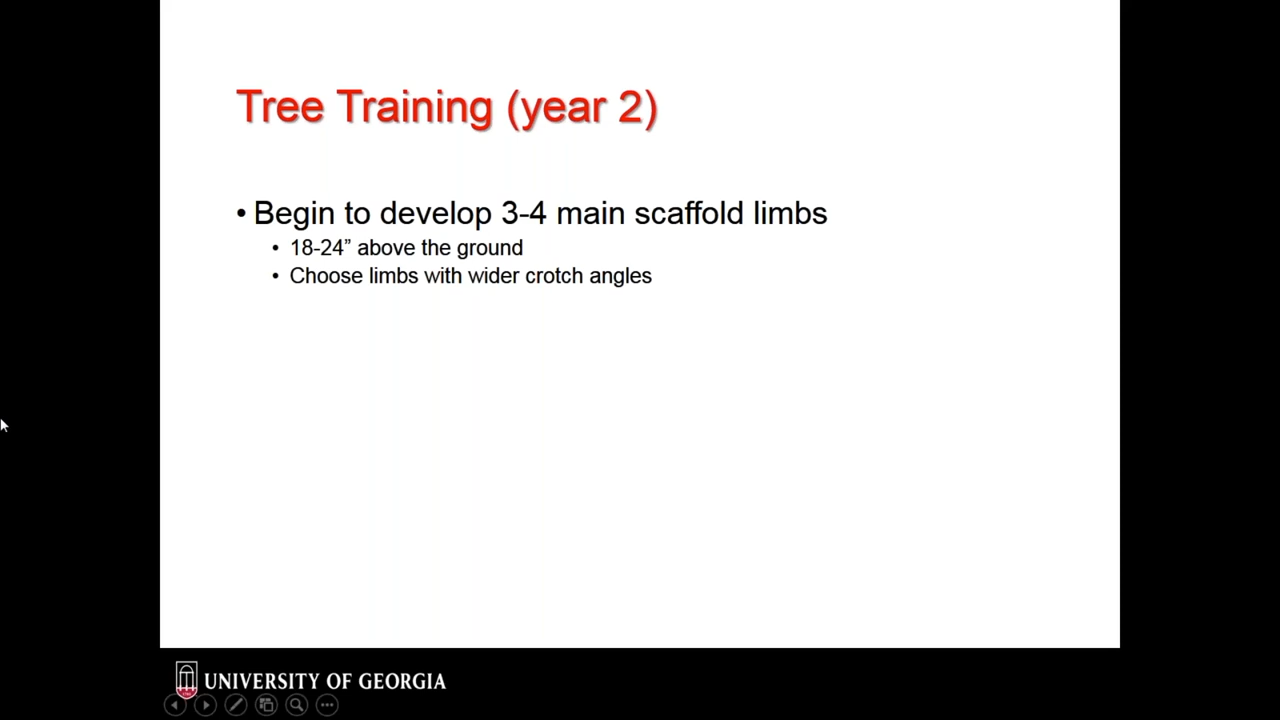 Tree Training (year 2)
• Begin to develop 3-4 main scaffold limbs
• 18-24” above the ground
• Choose limbs with wider crotch angles
UNIVERSITY OF GEORGIA